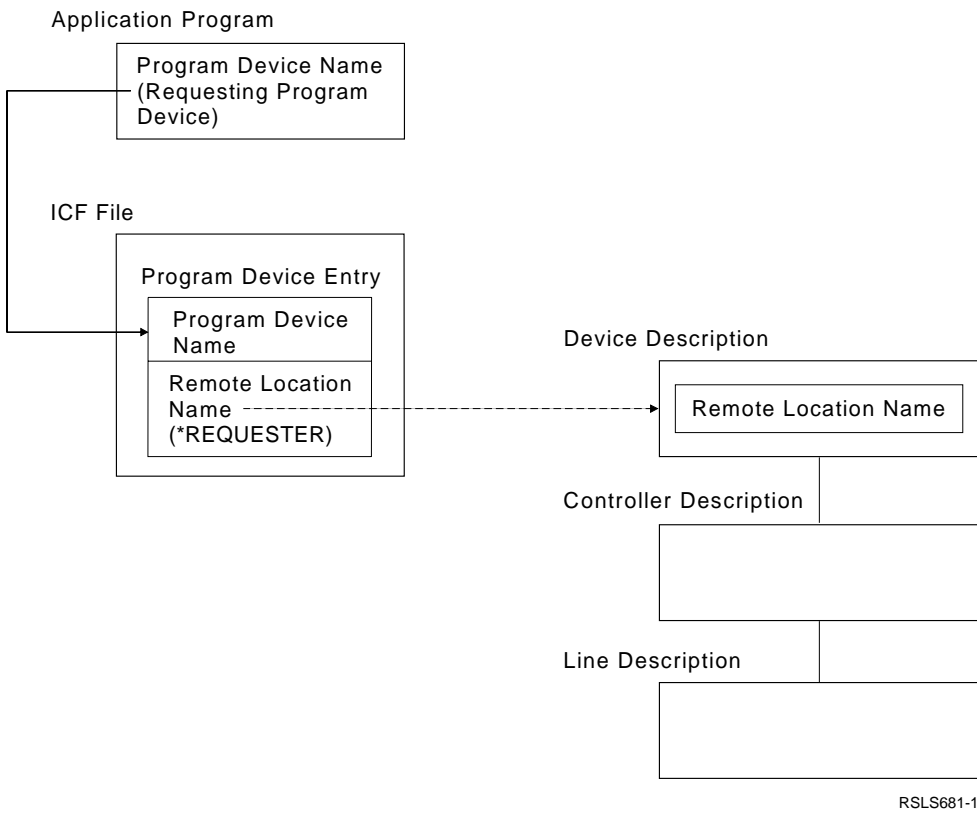 Application Program
Program Device Name
(Requesting Program
Device)
ICF File
Program Device Entry
Program Device
Name
Remote Location
Name
(*REQUESTER)
Device Description
Remote Location Name
Controller Description
Line Description
RSLS681-1